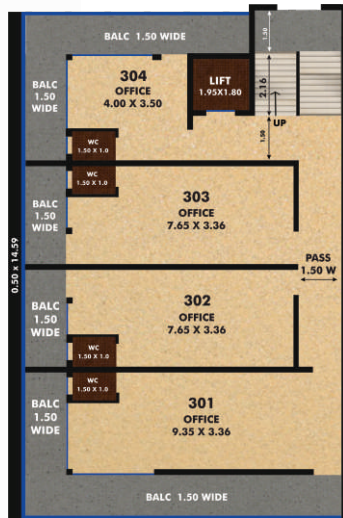 BALC 1.50 WIDE
1.50
304
OFFICE
4.00 X 3.50
LIFT
1.95X1.80
2.16
UP
BALC
1.50
WIDE
WC
1.50 X 1.0
1.50
WC
1.50 X 1.0
BALC
1.50
WIDE
303
OFFICE
7.65 X 3.36
0.50 x 14.59
PASS
1.50 W
BALC
1.50
WIDE
302
OFFICE
7.65 X 3.36
WC
1.50 X 1.0
WC
1.50 X 1.0
BALC
1.50
WIDE
301
OFFICE
9.35 X 3.36
BALC 1.50 WIDE